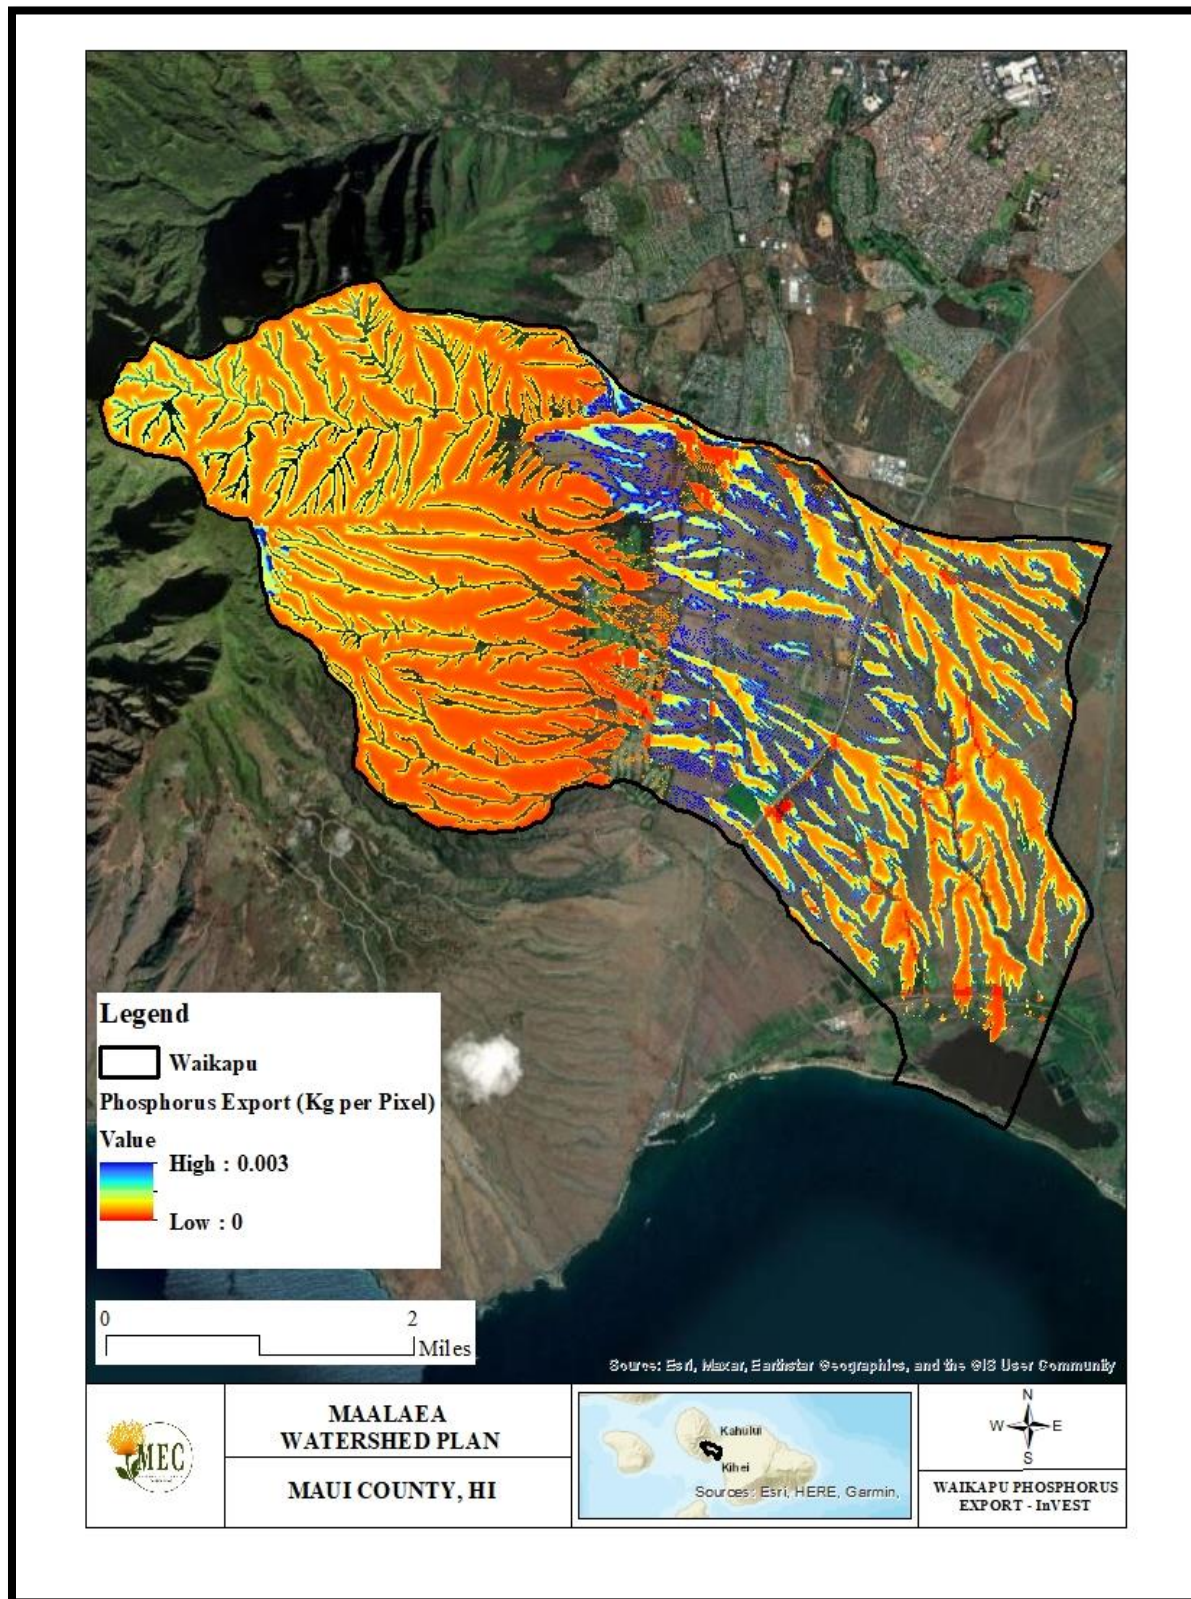 Legend
Waikapu
Phosphorus Export (Kg per Pixel)
Value
High : 0.003
Low : 0
0 2
Miles
Source: Esri, Maxar, Earthstar Geographics, and the GIS User Community
MEC
MAALAEA
WATERSHED PLAN
MAUI COUNTY, HI
Kahului
Kihei
Sources: Esri, HERE, Garmin,
N
W E
S
WAIKAPU PHOSPHORUS
EXPORT - InVEST